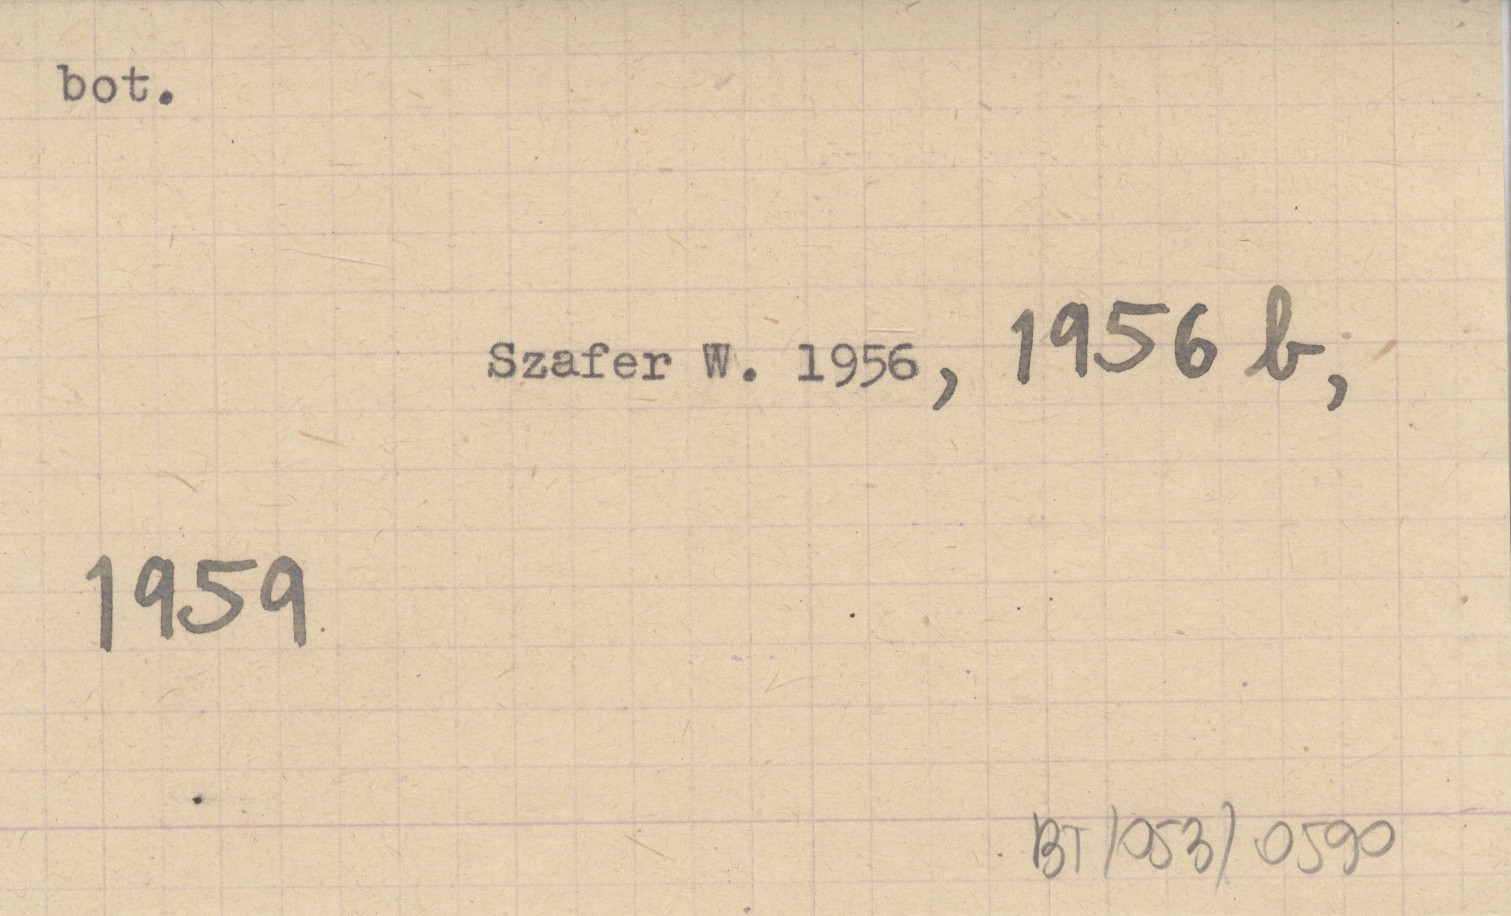 bot.
Szafer W. 1956, 1956 b,
1959
BT/053/0590